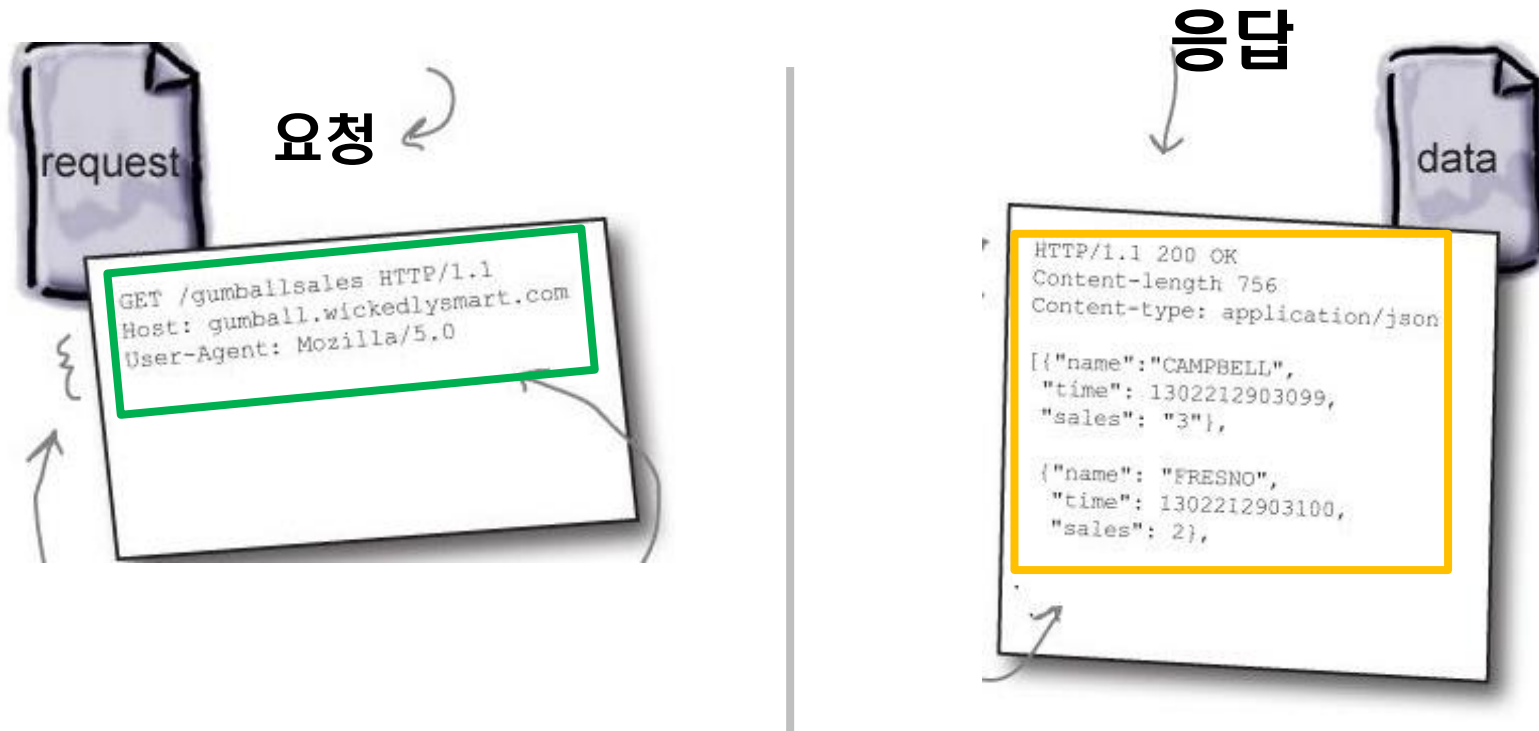 요청
request
GET /gumballsales HTTP/1.1
Host: gumball.wickedlysmart.com
User-Agent: Mozilla/5.0
응답
data
HTTP/1.1 200 OK
Content-length 756
Content-type: application/json
[{"name":"CAMPBELL",
"time": 1302212903099,
"sales": "3"},
{"name": "FRESNO",
"time": 1302212903100,
"sales": 2},
.
.